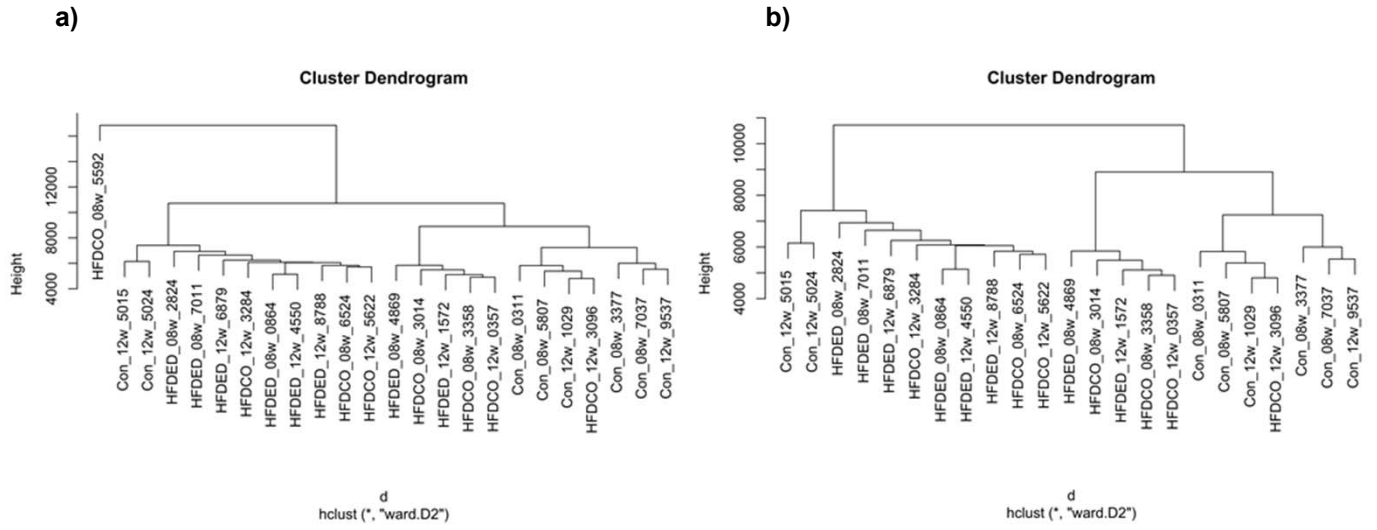 a)
Cluster Dendrogram
Height
4000
8000
12000
HFDCO_08w_5592
Con_12w_5015
Con_12w_5024
HFDED_08w_2824
HFDED_08w_7011
HFDED_12w_6879
HFDCO_12w_3284
HFDED_08w_0864
HFDED_12w_4550
HFDED_12w_8788
HFDCO_08w_6524
HFDCO_12w_5622
HFDED_08w_4869
HFDCO_08w_3014
HFDED_12w_1572
HFDCO_08w_3358
HFDCO_12w_0357
Con_08w_0311
Con_08w_5807
Con_12w_1029
HFDCO_12w_3096
Con_08w_3377
Con_08w_7037
Con_12w_9537
d
hclust (*, "ward.D2")
b)
Cluster Dendrogram
Height
4000
6000
8000
10000
Con_12w_5015
Con_12w_5024
HFDED_08w_2824
HFDED_08w_7011
HFDED_12w_6879
HFDCO_12w_3284
HFDED_08w_0864
HFDED_12w_4550
HFDED_12w_8788
HFDCO_08w_6524
HFDCO_12w_5622
HFDED_08w_4869
HFDCO_08w_3014
HFDED_12w_1572
HFDCO_08w_3358
HFDCO_12w_0357
Con_08w_0311
Con_08w_5807
Con_12w_1029
HFDCO_12w_3096
Con_08w_3377
Con_08w_7037
Con_12w_9537
d
hclust (*, "ward.D2")